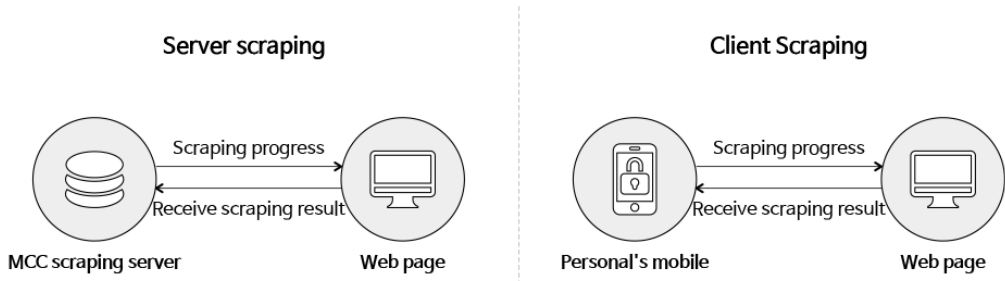 Server scraping
Scraping progress
Receive scraping result
MCC scraping server
Web page
Client Scraping
Scraping progress
Receive scraping result
Personal's mobile
Web page